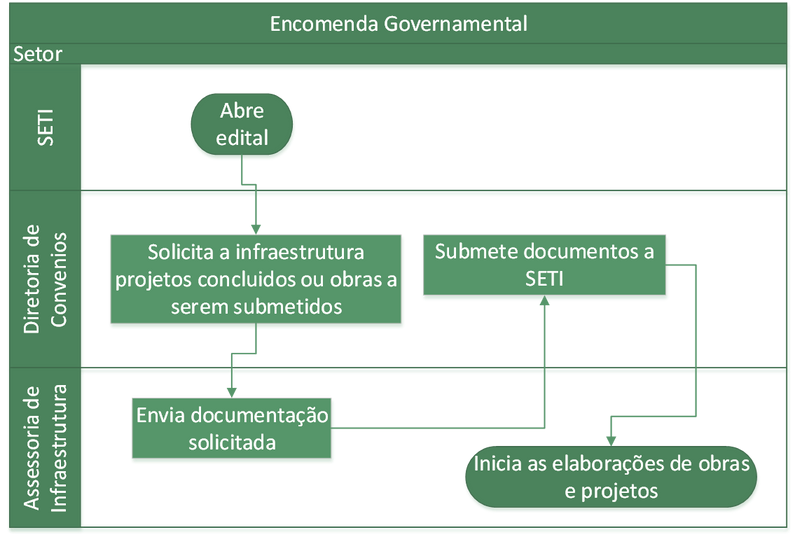 Encomenda Governamental
Setor
SETI
Abre
edital
Diretoria de
Convenios
Solicita a infraestrutura
projetos concluidos ou obras a
serem submetidos
Submete documentos a
SETI
Assessoria de
Infraestrutura
Envia documentação
solicitada
Inicia as elaborações de obras
e projetos